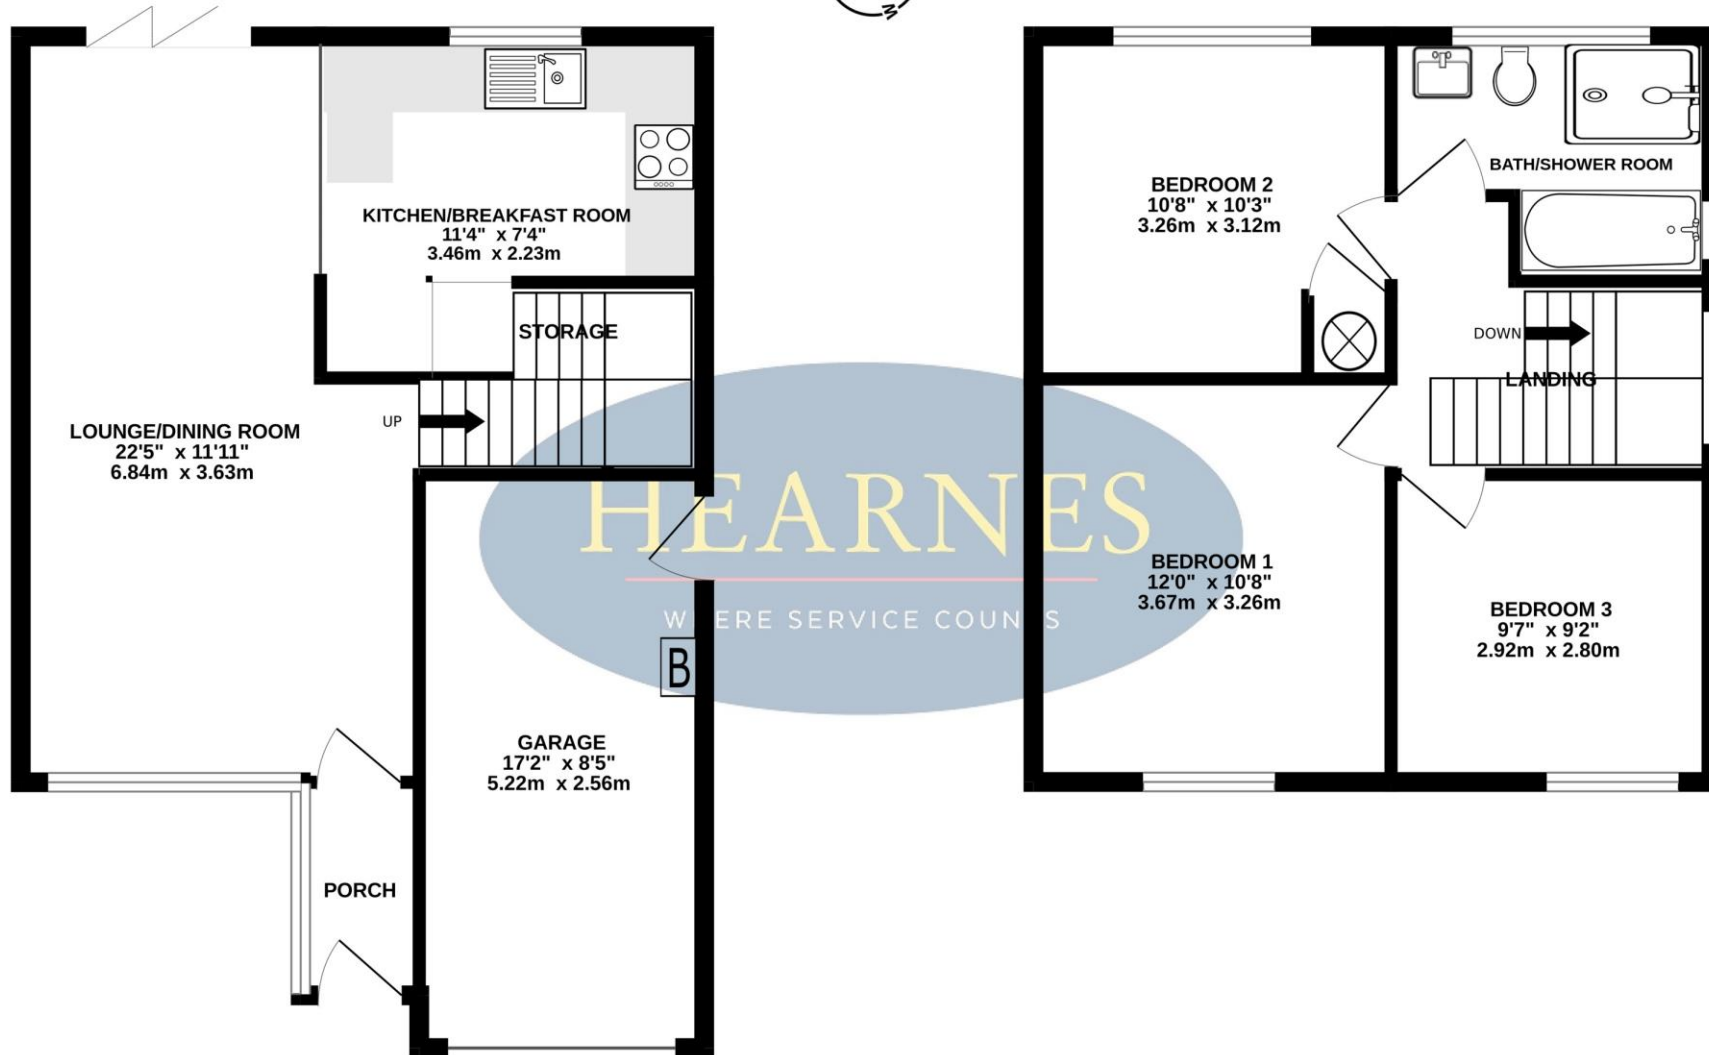 W
KITCHEN/BREAKFAST ROOM
11'4" x 7'4"
3.46m x 2.23m
STORAGE
UP
LOUNGE/DINING ROOM
22'5" x 11'11"
6.84m x 3.63m
GARAGE
17'2" x 8'5"
5.22m x 2.56m
B
PORCH
HEARNES
WHERE SERVICE COUNTS
BEDROOM 2
10'8" x 10'3"
3.26m x 3.12m
BATH/SHOWER ROOM
DOWN
LANDING
BEDROOM 1
12'0" x 10'8"
3.67m x 3.26m
BEDROOM 3
9'7" x 9'2"
2.92m x 2.80m